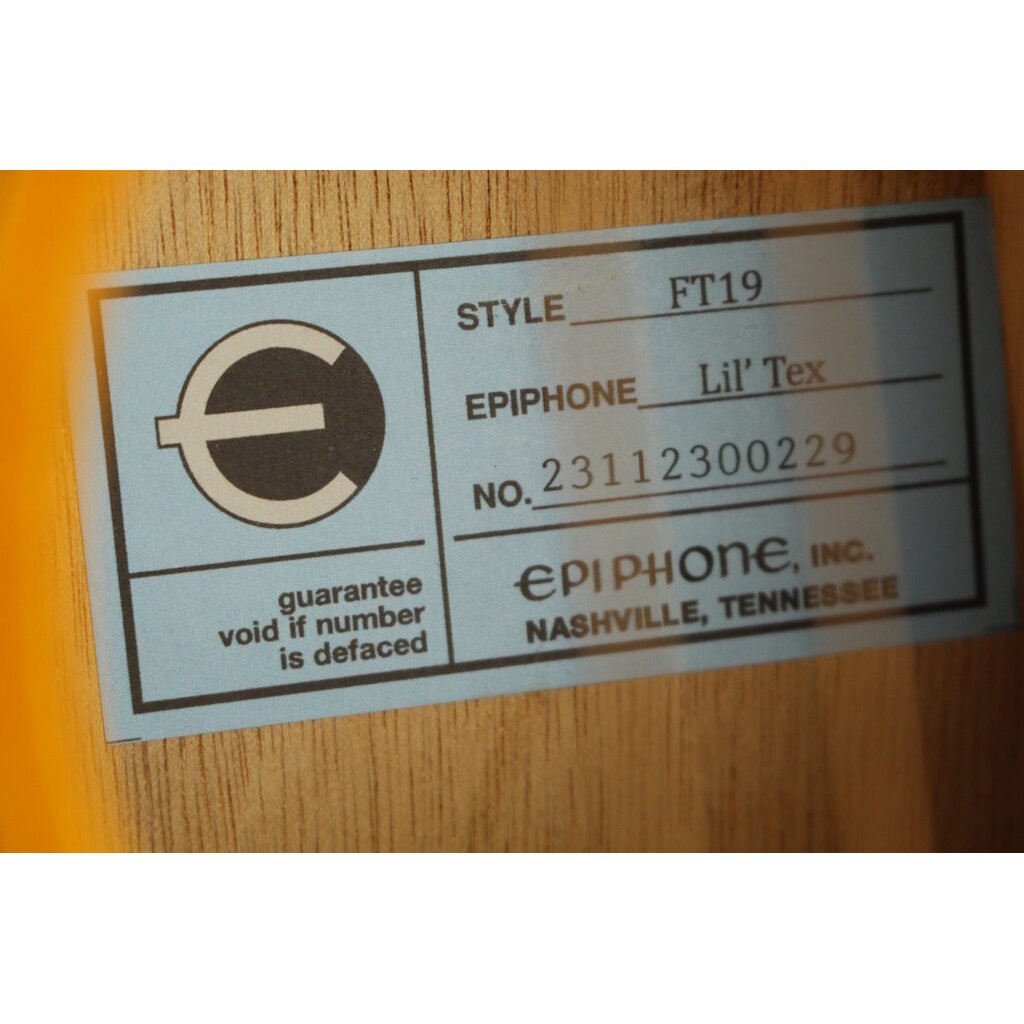 STYLE FT19
EPIPHONE Lil' Tex
NO. 23112300229
guarantee
void if number
is defaced
EPIPHONE, INC.
NASHVILLE, TENNESSEE